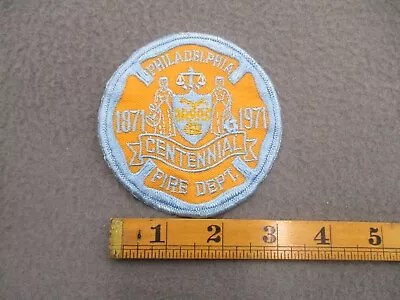 PHILADELPHIA
1871 1971
CENTENNIAL
FIRE DEPT.
1 2 3 4 5